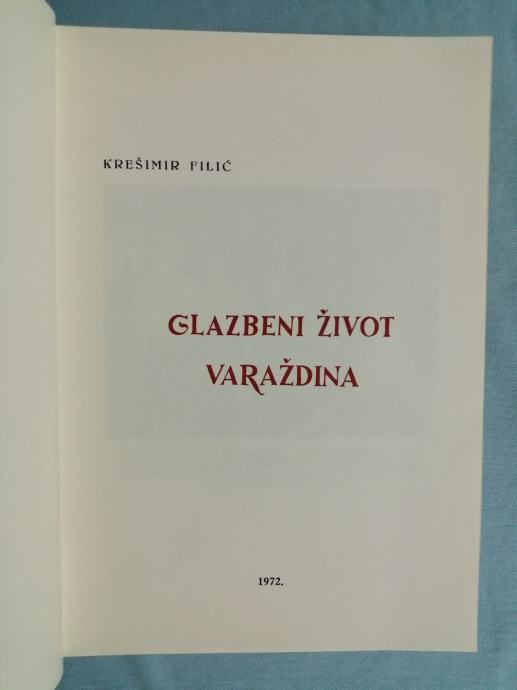 KREŠIMIR FILIĆ
GLAZBENI ŽIVOT
VARAŽDINA
1972.